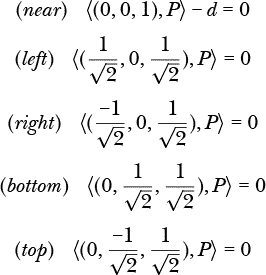 (near) ⟨(0, 0, 1), P⟩ − d = 0
(left) ⟨(1/√2, 0, 1/√2), P⟩ = 0
(right) ⟨(−1/√2, 0, 1/√2), P⟩ = 0
(bottom) ⟨(0, 1/√2, 1/√2), P⟩ = 0
(top) ⟨(0, −1/√2, 1/√2), P⟩ = 0